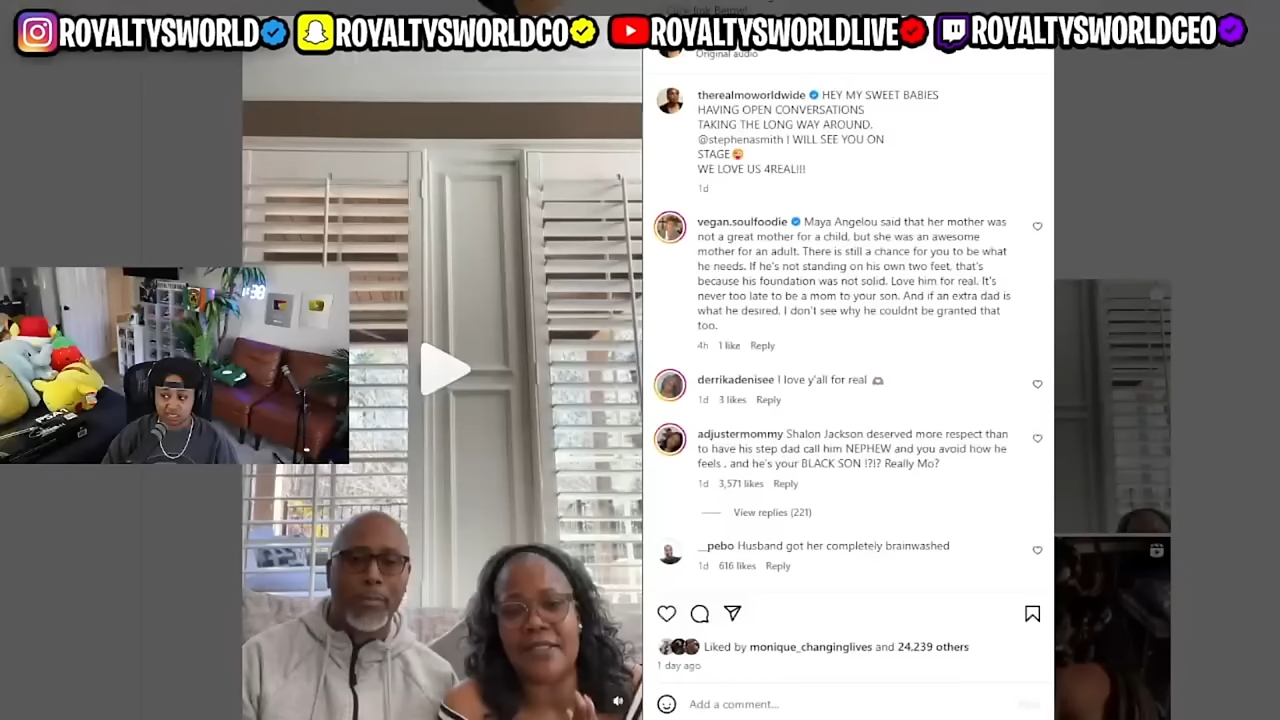 ROYALTYSWORLD
ROYALTYSWORLDCO
ROYALTYSWORLDLIVE
ROYALTYSWORLDCEO
Original audio
therealmoworldwide HEY MY SWEET BABIES
HAVING OPEN CONVERSATIONS
TAKING THE LONG WAY AROUND.
@stephenasmith I WILL SEE YOU ON
STAGE😜
WE LOVE US 4REAL!!!
1d
vegan.soulfoodie Maya Angelou said that her mother was
not a great mother for a child, but she was an awesome
mother for an adult. There is still a chance for you to be what
he needs. If he's not standing on his own two feet, that's
because his foundation was not solid. Love him for real. It's
never too late to be a mom to your son. And if an extra dad is
what he desired. I don't see why he couldnt be granted that
too.
4h 1 like Reply
derrikadenisee I love y'all for real
1d 3 likes Reply
adjustermommy Shalon Jackson deserved more respect than
to have his step dad call him NEPHEW and you avoid how he
feels , and he's your BLACK SON !?!? Really Mo?
1d 3,571 likes Reply
View replies (221)
__pebo Husband got her completely brainwashed
1d 616 likes Reply
Liked by monique_changinglives and 24,239 others
1 day ago
Add a comment...